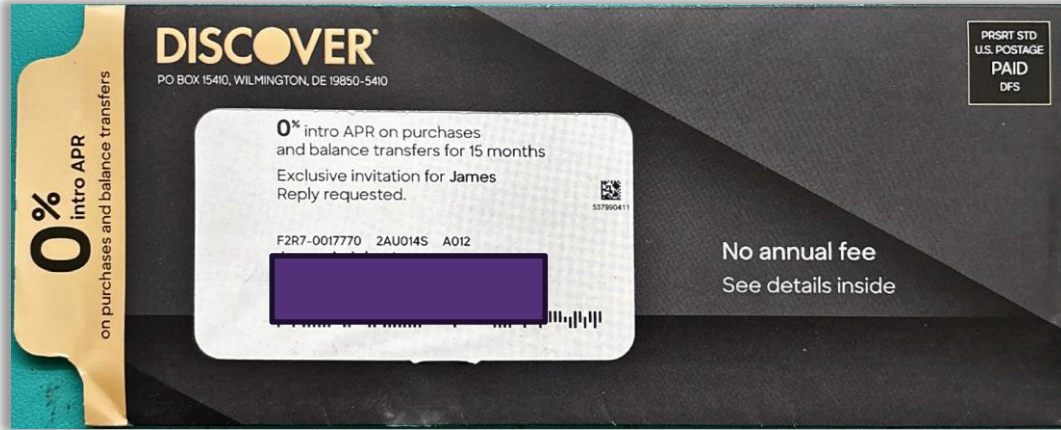 DISCOVER
PO BOX 15410, WILMINGTON, DE 19850-5410
PRSRT STD
U.S. POSTAGE
PAID
DFS
0% intro APR
on purchases and balance transfers
0% intro APR on purchases
and balance transfers for 15 months
Exclusive invitation for James
Reply requested.
537990411
F2R7-0017770 2AU014S A012
No annual fee
See details inside